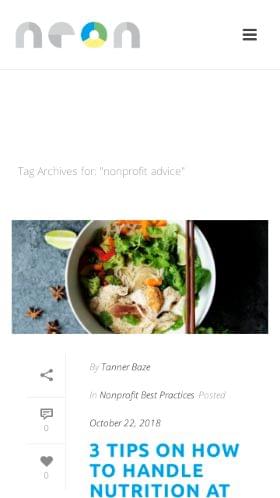 neon
Tag Archives for: "nonprofit advice"
By Tanner Baze
In Nonprofit Best Practices Posted
October 22, 2018
0
0
3 TIPS ON HOW
TO HANDLE
NUTRITION AT